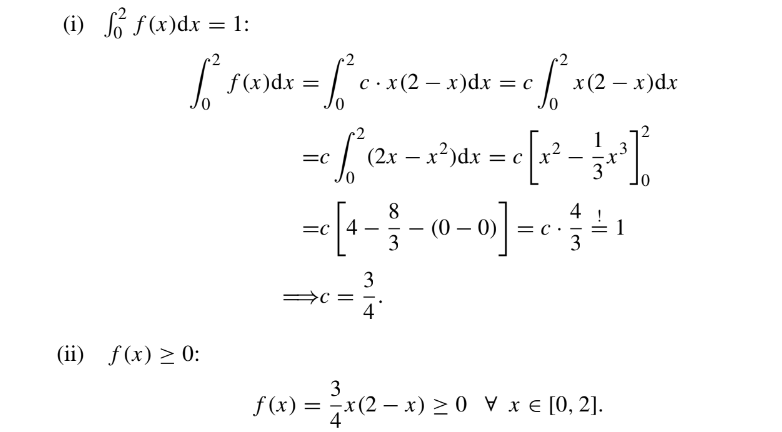 (i) ∫₀² f(x)dx = 1:
∫₀² f(x)dx = ∫₀² c · x(2 − x)dx = c ∫₀² x(2 − x)dx
=c ∫₀² (2x − x²)dx = c [x² − 1/3 x³]₀²
=c [4 − 8/3 − (0 − 0)] = c · 4/3 =! 1
⟹c = 3/4.
(ii) f(x) ≥ 0:
f(x) = 3/4 x(2 − x) ≥ 0 ∀ x ∈ [0, 2].